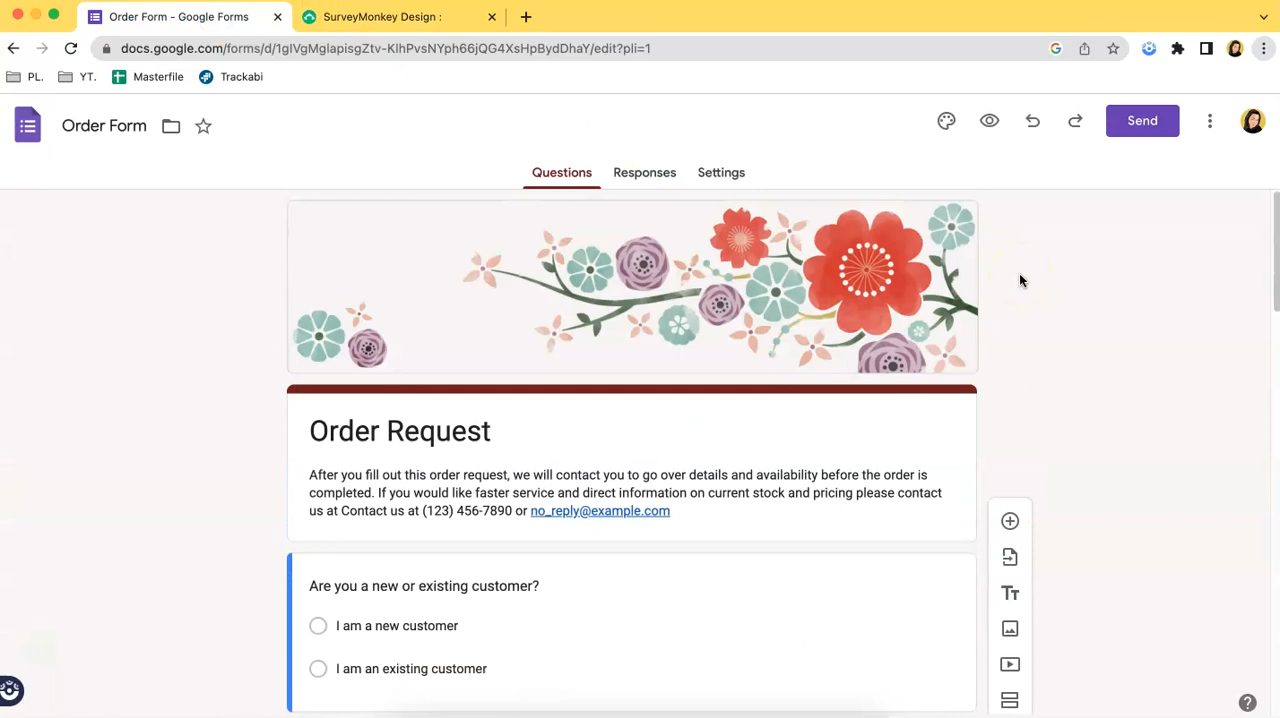 Order Form - Google Forms
SurveyMonkey Design :
docs.google.com/forms/d/1gIVgMglapisgZtv-KlhPvsNYph66jQG4XsHpBydDhaY/edit?pli=1
PL.
YT.
Masterfile
Trackabi
Order Form
Send
Questions
Responses
Settings
Order Request
After you fill out this order request, we will contact you to go over details and availability before the order is
completed. If you would like faster service and direct information on current stock and pricing please contact
us at Contact us at (123) 456-7890 or no_reply@example.com
Are you a new or existing customer?
I am a new customer
I am an existing customer